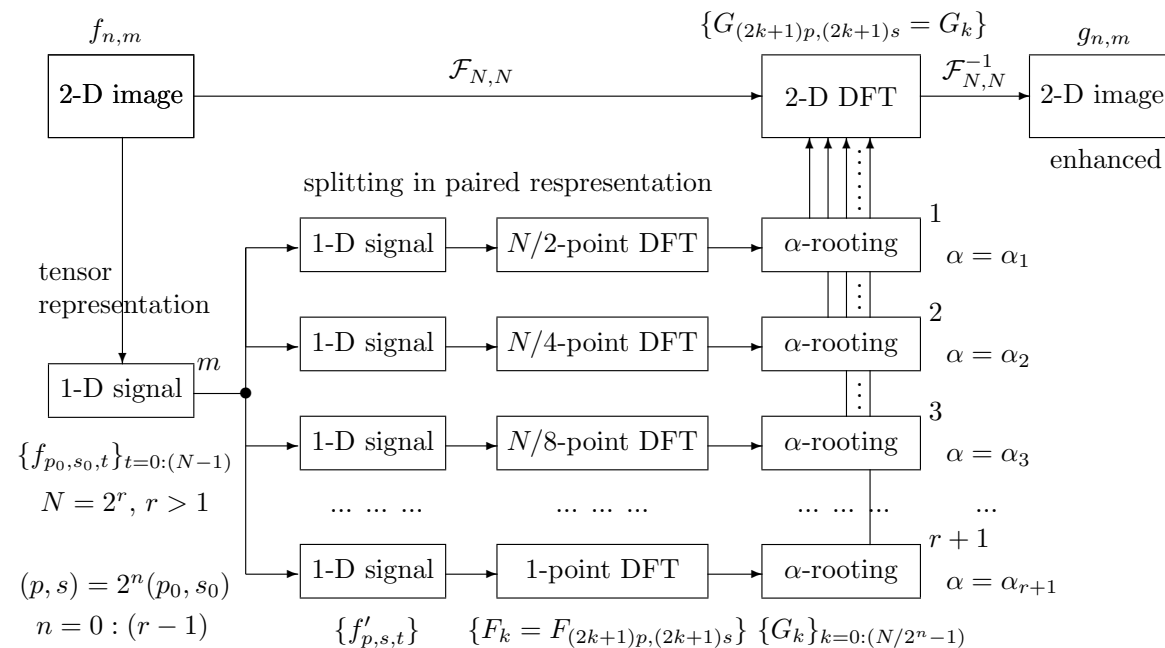 f_{n,m}
{G_{(2k+1)p,(2k+1)s} = G_k}
g_{n,m}
2-D image
𝓕_{N,N}
2-D DFT
𝓕^{-1}_{N,N}
2-D image
enhanced
splitting in paired respresentation
1-D signal
N/2-point DFT
α-rooting
1
α = α_1
tensor
representation
1-D signal
N/4-point DFT
α-rooting
2
α = α_2
1-D signal
m
1-D signal
N/8-point DFT
α-rooting
3
α = α_3
{f_{p_0,s_0,t}}_{t=0:(N−1)}
N = 2^r, r > 1
... ... ...
... ... ...
... ... ...
...
1-D signal
1-point DFT
α-rooting
r + 1
α = α_{r+1}
(p, s) = 2^n(p_0, s_0)
n = 0 : (r − 1)
{f′_{p,s,t}}
{F_k = F_{(2k+1)p,(2k+1)s}}
{G_k}_{k=0:(N/2^n−1)}